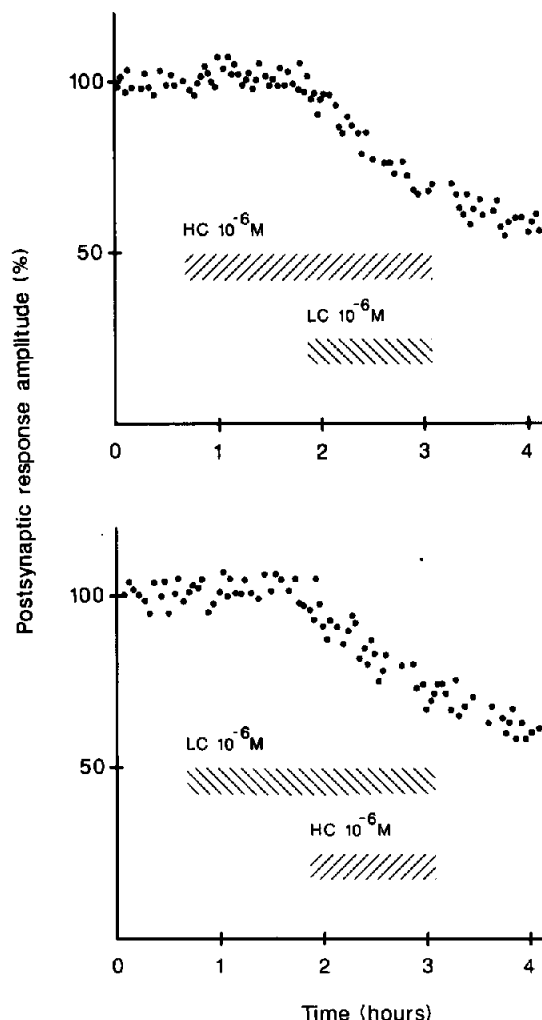 Postsynaptic response amplitude (%)
100
HC 10⁻⁶M
50
LC 10⁻⁶M
0 1 2 3 4
100
LC 10⁻⁶M
50
HC 10⁻⁶M
0 1 2 3 4
Time (hours)